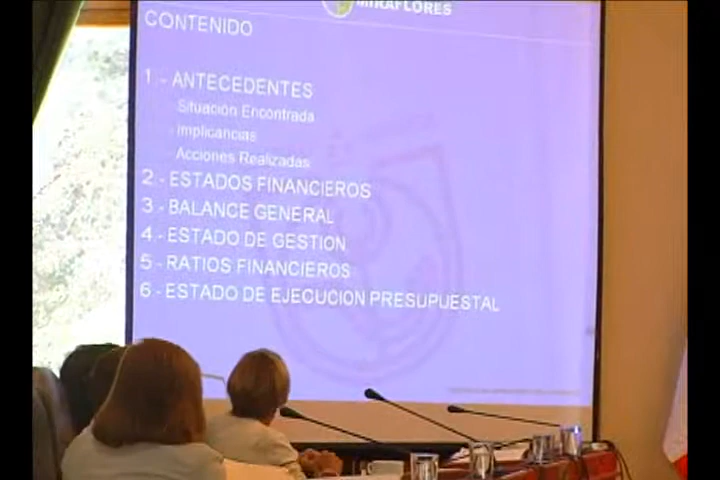 MIRAFLORES
CONTENIDO
1.- ANTECEDENTES
Situación Encontrada
Implicancias
Acciones Realizadas
2.- ESTADOS FINANCIEROS
3.- BALANCE GENERAL
4.- ESTADO DE GESTION
5.- RATIOS FINANCIEROS
6.- ESTADO DE EJECUCION PRESUPUESTAL